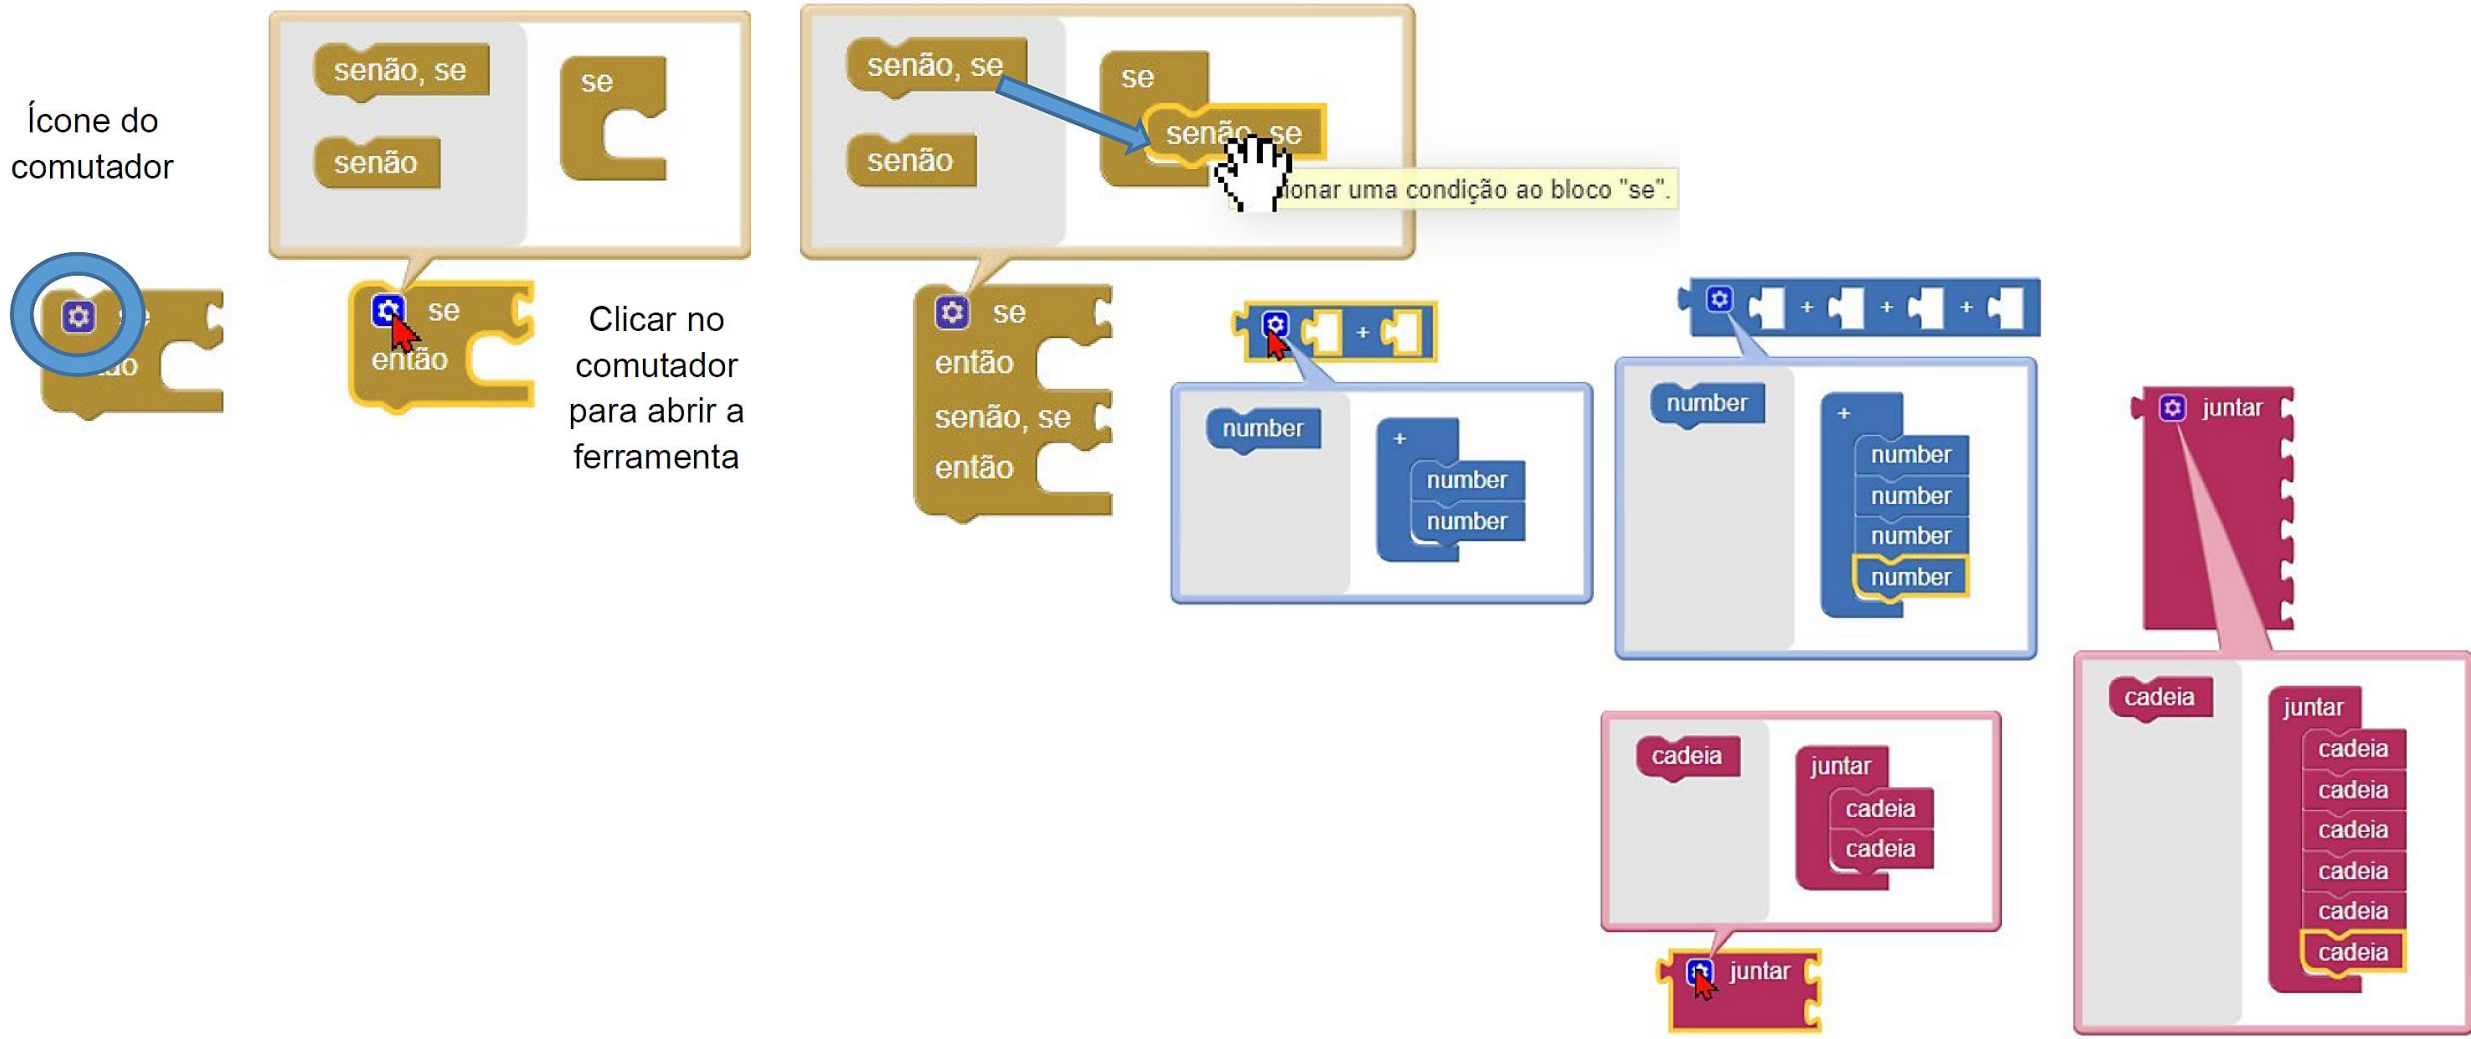 Ícone do
comutador
se
senão, se
senão
se
se
então
Clicar no
comutador
para abrir a
ferramenta
senão, se
senão
se
senão, se
ionar uma condição ao bloco "se".
se
então
senão, se
então
+
number
+
number
number
+ + +
number
+
number
number
number
number
juntar
cadeia
juntar
cadeia
cadeia
cadeia
cadeia
cadeia
cadeia
cadeia
juntar
cadeia
cadeia
juntar